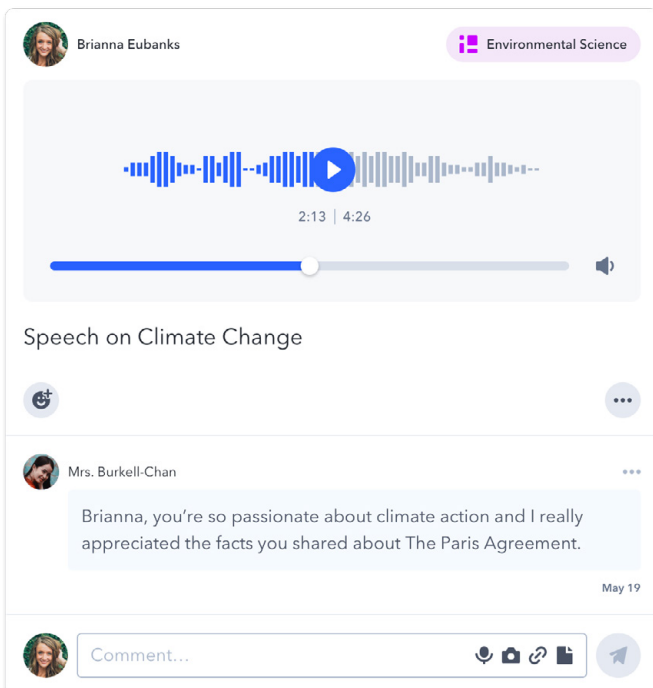 Brianna Eubanks
Environmental Science
2:13 | 4:26
Speech on Climate Change
Mrs. Burkell-Chan
Brianna, you’re so passionate about climate action and I really
appreciated the facts you shared about The Paris Agreement.
May 19
Comment...